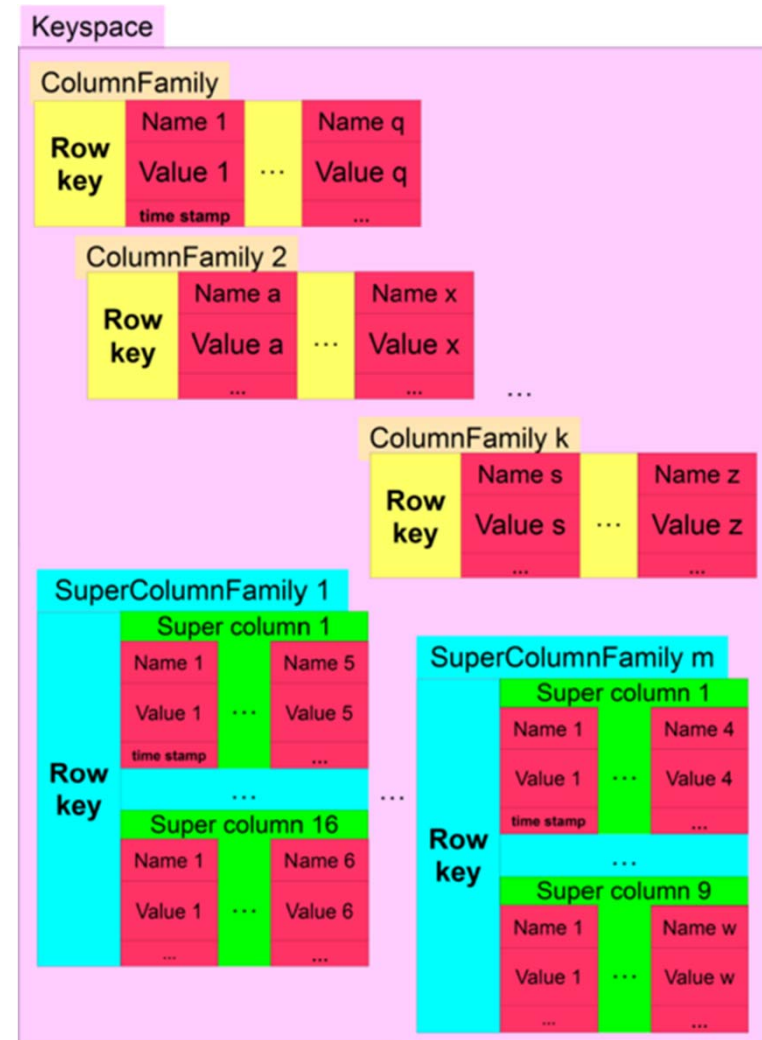 Keyspace
ColumnFamily
Row key
Name 1
Value 1
time stamp
...
Name q
Value q
...
ColumnFamily 2
Row key
Name a
Value a
...
...
Name x
Value x
...
...
ColumnFamily k
Row key
Name s
Value s
...
...
Name z
Value z
...
SuperColumnFamily 1
Row key
Super column 1
Name 1
Value 1
time stamp
...
Name 5
Value 5
...
...
Super column 16
Name 1
Value 1
...
...
Name 6
Value 6
...
...
SuperColumnFamily m
Row key
Super column 1
Name 1
Value 1
time stamp
...
Name 4
Value 4
...
...
Super column 9
Name 1
Value 1
...
...
Name w
Value w
...